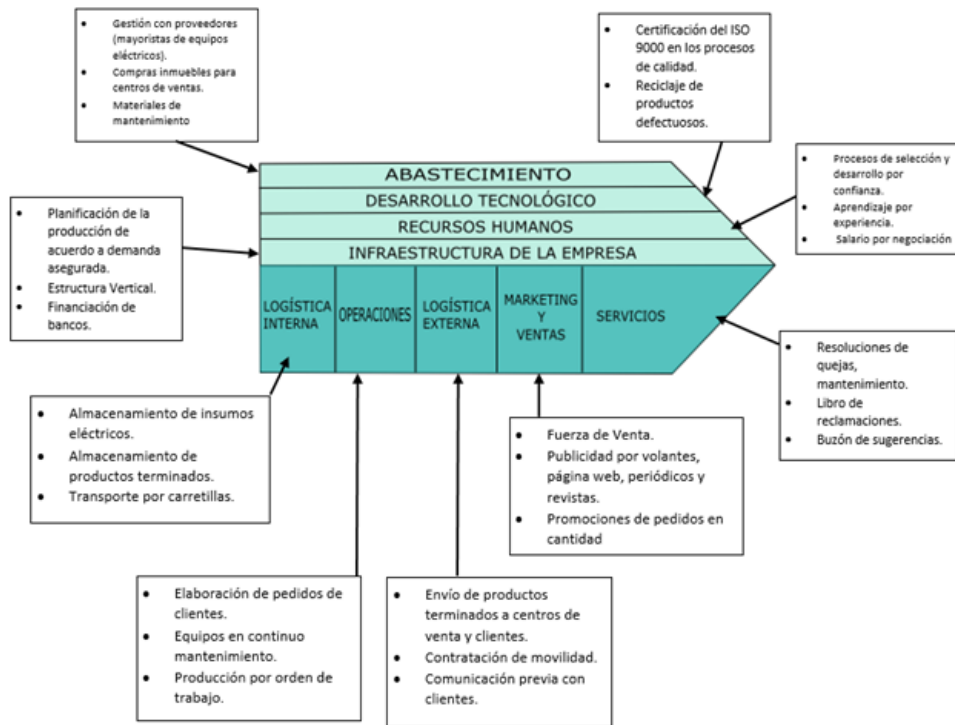 • Gestión con proveedores
(mayoristas de equipos
eléctricos).
• Compras inmuebles para
centros de ventas.
• Materiales de
mantenimiento
• Certificación del ISO
9000 en los procesos
de calidad.
• Reciclaje de
productos
defectuosos.
• Procesos de selección y
desarrollo por
confianza.
• Aprendizaje por
experiencia.
• Salario por negociación
• Planificación de la
producción de
acuerdo a demanda
asegurada.
• Estructura Vertical.
• Financiación de
bancos.
ABASTECIMIENTO
DESARROLLO TECNOLÓGICO
RECURSOS HUMANOS
INFRAESTRUCTURA DE LA EMPRESA
LOGÍSTICA
INTERNA
OPERACIONES
LOGÍSTICA
EXTERNA
MARKETING
Y
VENTAS
SERVICIOS
• Resoluciones de
quejas,
mantenimiento.
• Libro de
reclamaciones.
• Buzón de sugerencias.
• Almacenamiento de insumos
eléctricos.
• Almacenamiento de
productos terminados.
• Transporte por carretillas.
• Fuerza de Venta.
• Publicidad por volantes,
página web, periódicos y
revistas.
• Promociones de pedidos en
cantidad
• Elaboración de pedidos de
clientes.
• Equipos en continuo
mantenimiento.
• Producción por orden de
trabajo.
• Envío de productos
terminados a centros de
venta y clientes.
• Contratación de movilidad.
• Comunicación previa con
clientes.